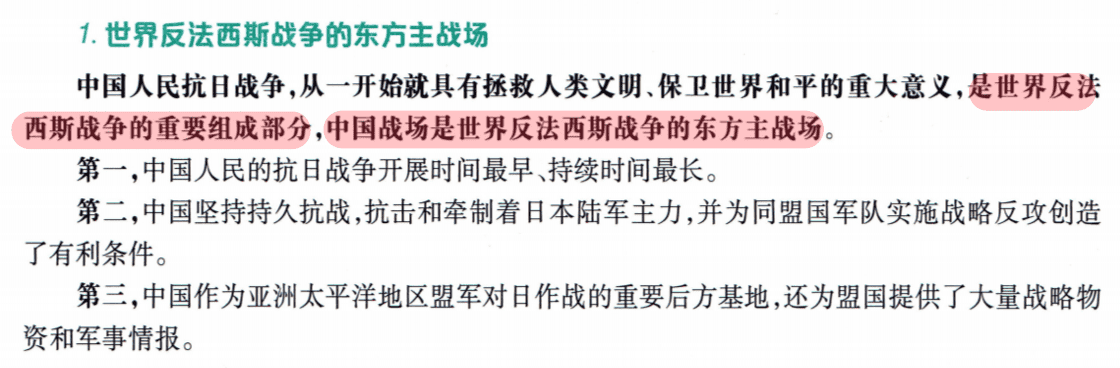 1. 世界反法西斯战争的东方主战场
中国人民抗日战争,从一开始就具有拯救人类文明、保卫世界和平的重大意义,是世界反法
西斯战争的重要组成部分,中国战场是世界反法西斯战争的东方主战场。
第一,中国人民的抗日战争开展时间最早、持续时间最长。
第二,中国坚持持久抗战,抗击和牵制着日本陆军主力,并为同盟国军队实施战略反攻创造
了有利条件。
第三,中国作为亚洲太平洋地区盟军对日作战的重要后方基地,还为盟国提供了大量战略物
资和军事情报。